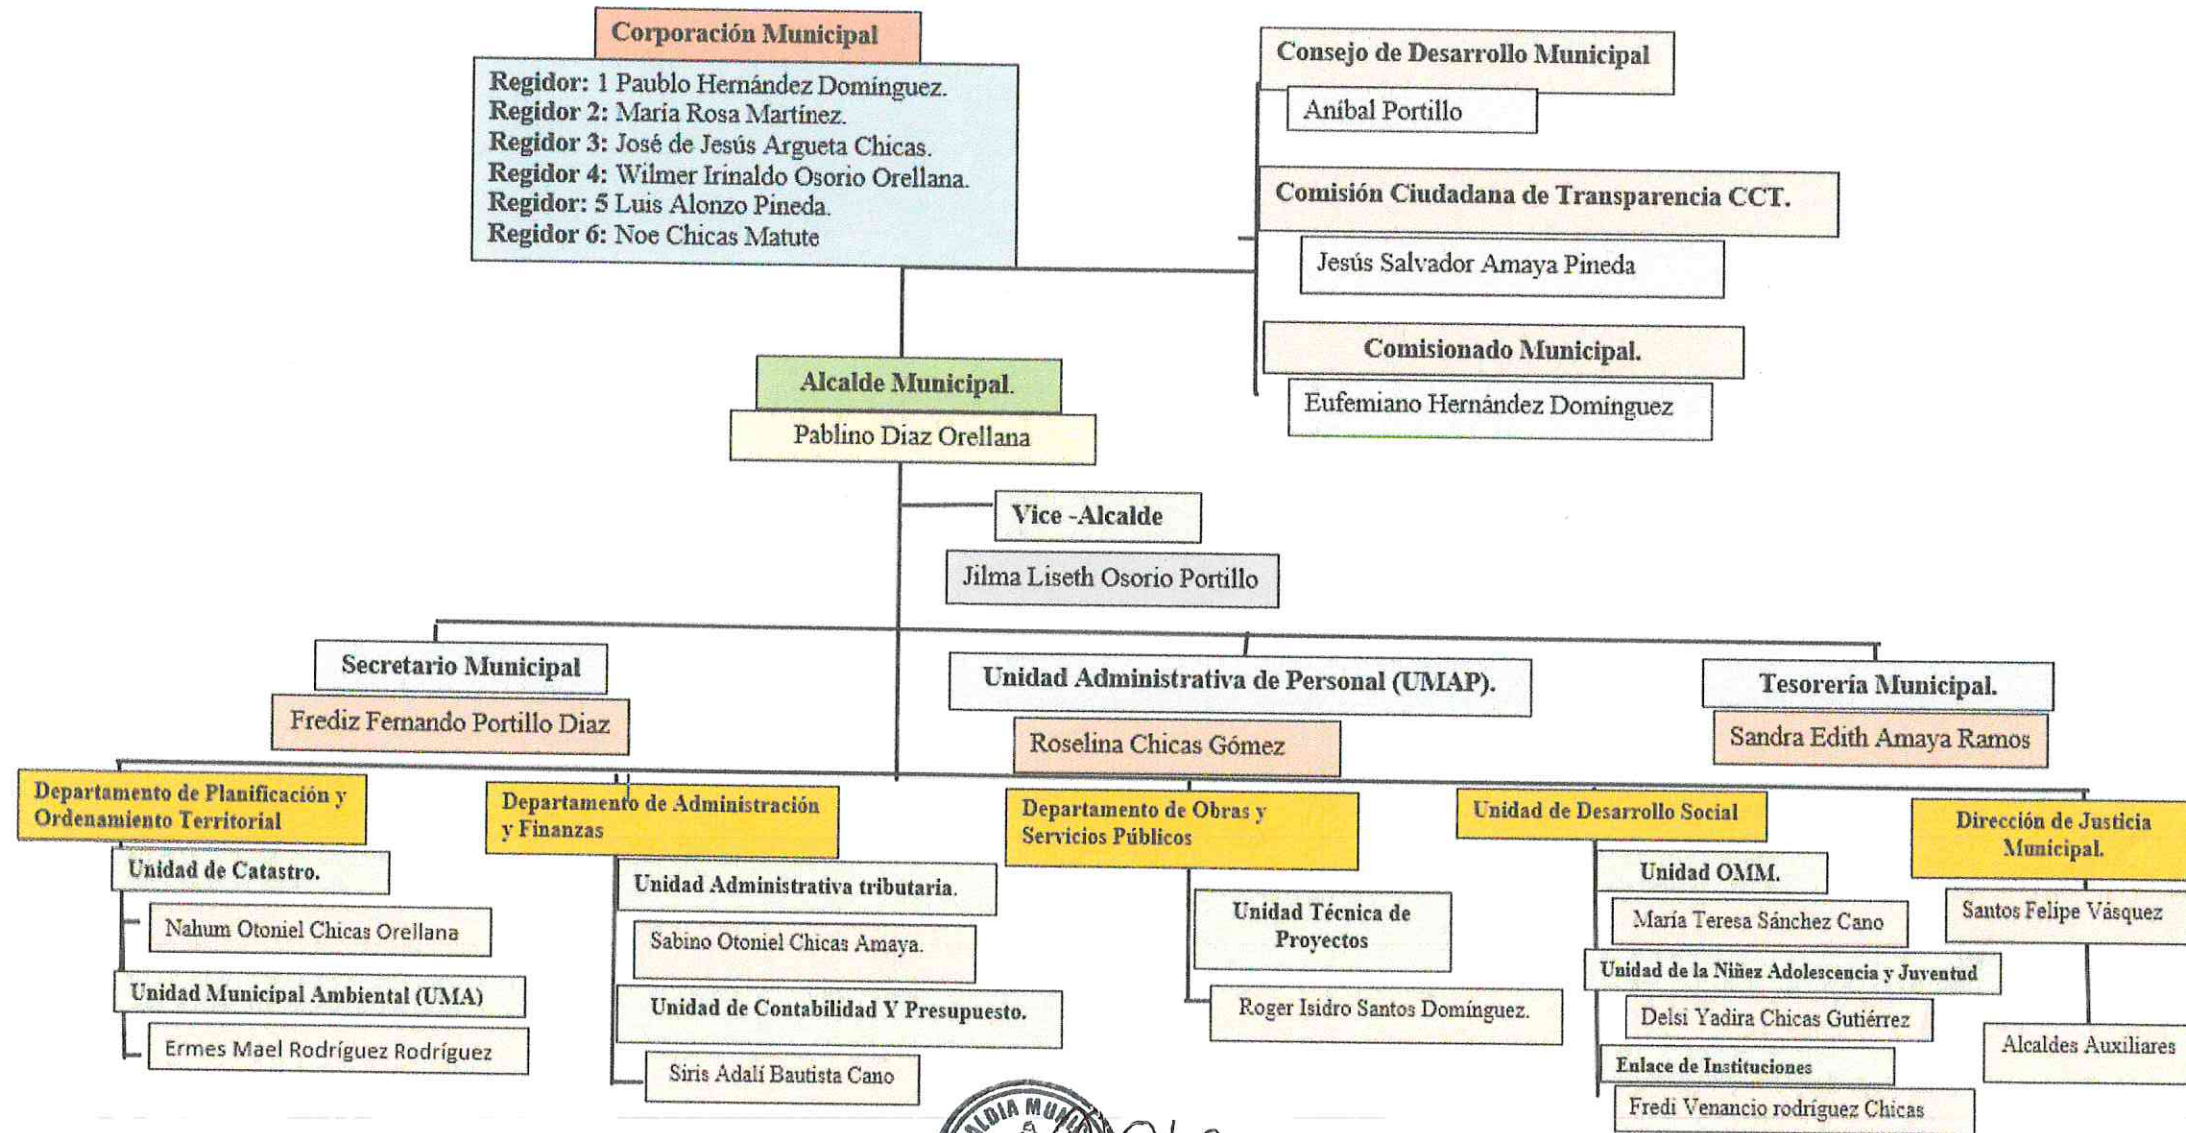 Corporación Municipal
Regidor: 1 Paublo Hernández Domínguez.
Regidor 2: María Rosa Martínez.
Regidor 3: José de Jesús Argueta Chicas.
Regidor 4: Wilmer Irinaldo Osorio Orellana.
Regidor: 5 Luis Alonzo Pineda.
Regidor 6: Noe Chicas Matute
Consejo de Desarrollo Municipal
Aníbal Portillo
Comisión Ciudadana de Transparencia CCT.
Jesús Salvador Amaya Pineda
Comisionado Municipal.
Eufemiano Hernández Domínguez
Alcalde Municipal.
Pablino Diaz Orellana
Vice -Alcalde
Jilma Liseth Osorio Portillo
Secretario Municipal
Frediz Fernando Portillo Diaz
Unidad Administrativa de Personal (UMAP).
Roselina Chicas Gómez
Tesorería Municipal.
Sandra Edith Amaya Ramos
Departamento de Planificación y
Ordenamiento Territorial
Unidad de Catastro.
Nahum Otoniel Chicas Orellana
Unidad Municipal Ambiental (UMA)
Ermes Mael Rodríguez Rodríguez
Departamento de Administración
y Finanzas
Unidad Administrativa tributaria.
Sabino Otoniel Chicas Amaya.
Unidad de Contabilidad Y Presupuesto.
Siris Adalí Bautista Cano
Departamento de Obras y
Servicios Públicos
Unidad Técnica de
Proyectos
Roger Isidro Santos Domínguez.
Unidad de Desarrollo Social
Unidad OMM.
María Teresa Sánchez Cano
Unidad de la Niñez Adolescencia y Juventud
Delsi Yadira Chicas Gutiérrez
Enlace de Instituciones
Fredi Venancio rodríguez Chicas
Dirección de Justicia
Municipal.
Santos Felipe Vásquez
Alcaldes Auxiliares